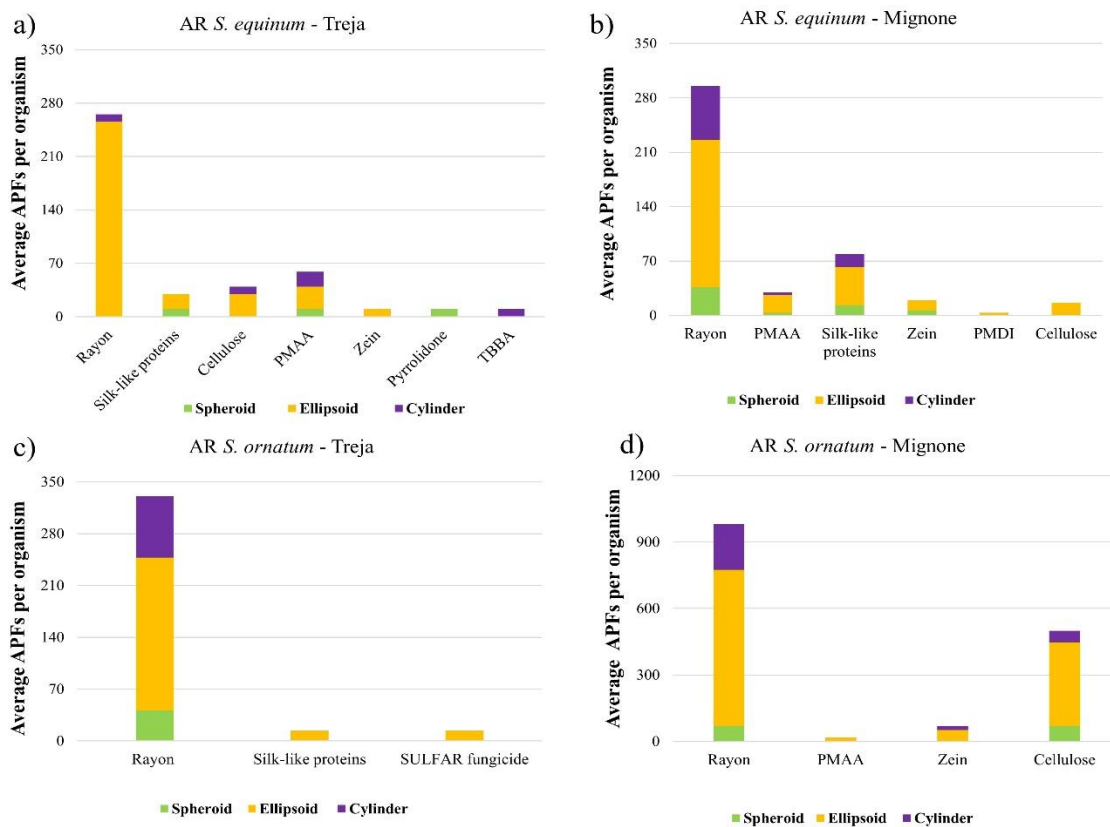 a)
AR S. equinum - Treja
Average APFs per organism
350
280
210
140
70
0
Rayon
Silk-like proteins
Cellulose
PMAA
Zein
Pyrrolidone
TBBA
Spheroid Ellipsoid Cylinder
b)
AR S. equinum - Mignone
Average APFs per organism
350
280
210
140
70
0
Rayon PMAA Silk-like Zein PMDI Cellulose
proteins
Spheroid Ellipsoid Cylinder
c)
AR S. ornatum - Treja
Average APFs per organism
350
280
210
140
70
0
Rayon Silk-like proteins SULFAR fungicide
Spheroid Ellipsoid Cylinder
d)
AR S. ornatum - Mignone
Average APFs per organism
1200
900
600
300
0
Rayon PMAA Zein Cellulose
Spheroid Ellipsoid Cylinder